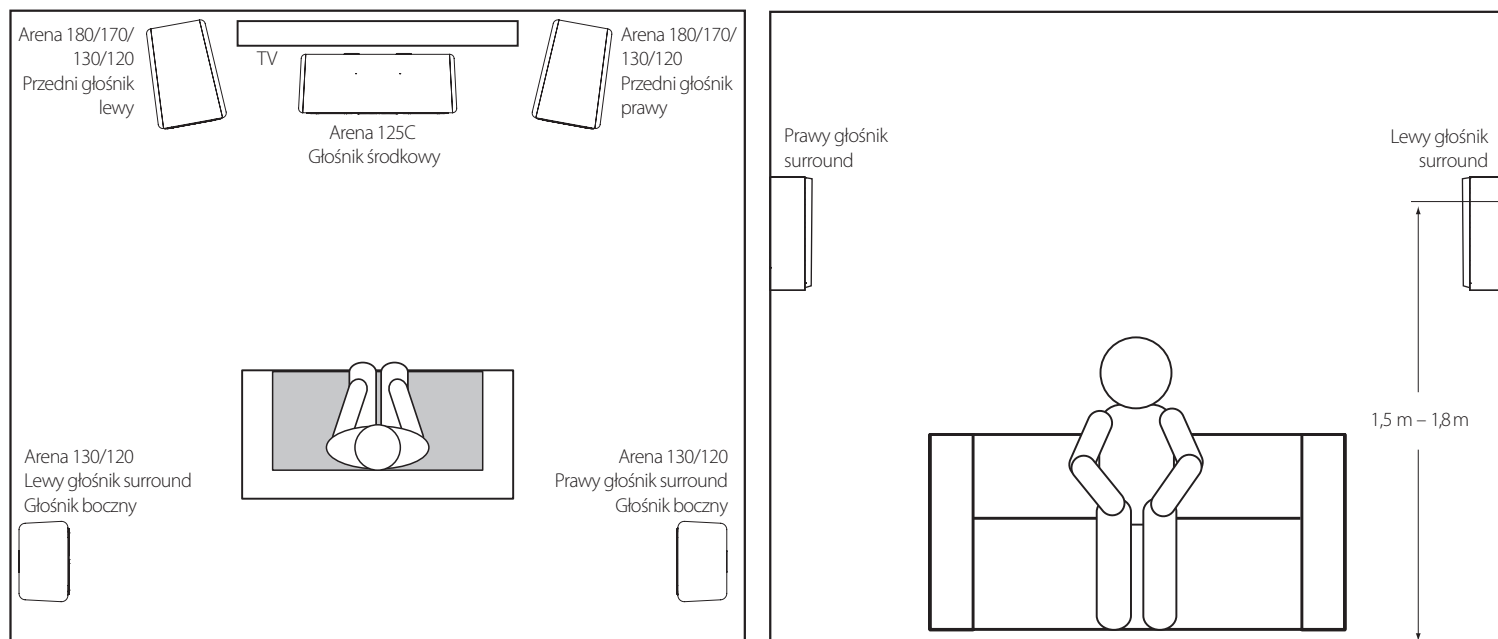 Arena 180/170/
130/120
Przedni głośnik
lewy
TV
Arena 180/170/
130/120
Przedni głośnik
prawy
Arena 125C
Głośnik środkowy
Arena 130/120
Lewy głośnik surround
Głośnik boczny
Arena 130/120
Prawy głośnik surround
Głośnik boczny
Prawy głośnik
surround
Lewy głośnik
surround
1,5 m – 1,8 m